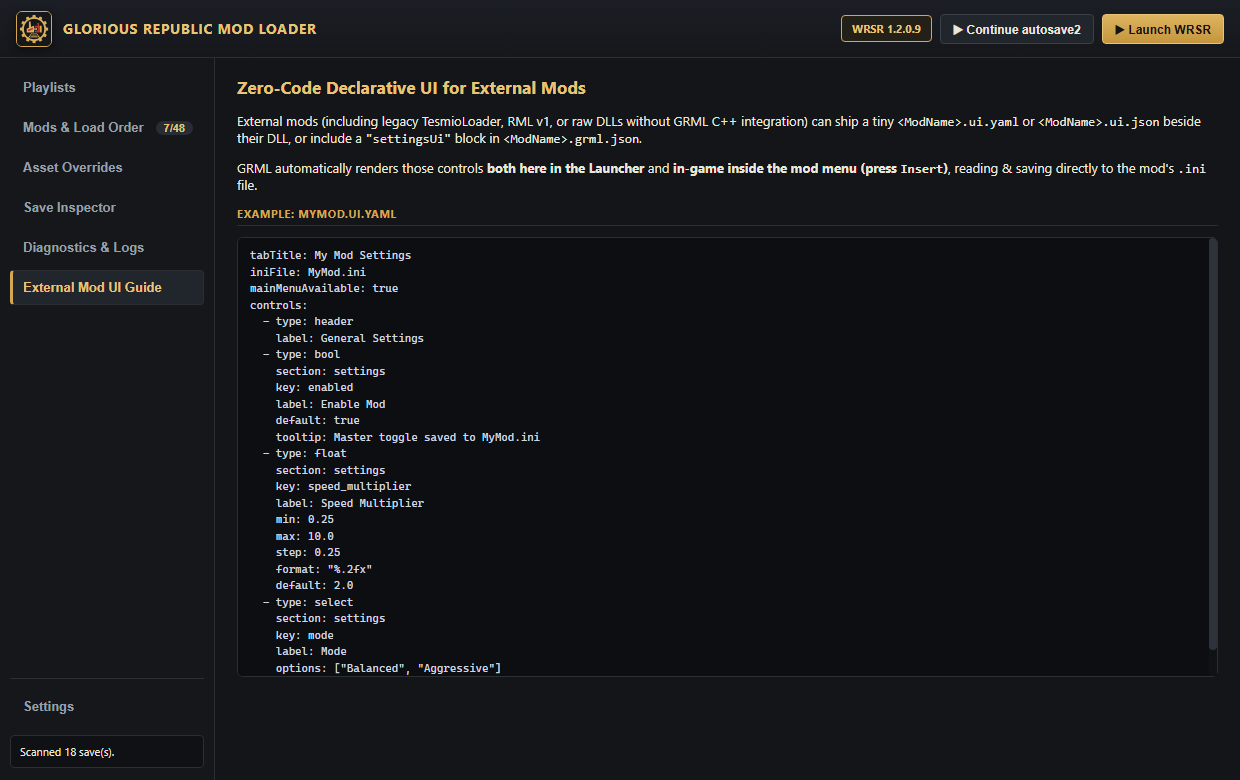 GLORIOUS REPUBLIC MOD LOADER
WRSR 1.2.0.9
▶ Continue autosave2
▶ Launch WRSR
Playlists
Mods & Load Order 7/48
Asset Overrides
Save Inspector
Diagnostics & Logs
External Mod UI Guide
Settings
Scanned 18 save(s).
Zero-Code Declarative UI for External Mods
External mods (including legacy TesmioLoader, RML v1, or raw DLLs without GRML C++ integration) can ship a tiny <ModName>.ui.yaml or <ModName>.ui.json beside
their DLL, or include a "settingsUi" block in <ModName>.grml.json.
GRML automatically renders those controls both here in the Launcher and in-game inside the mod menu (press Insert), reading & saving directly to the mod's .ini
file.
EXAMPLE: MYMOD.UI.YAML
tabTitle: My Mod Settings
iniFile: MyMod.ini
mainMenuAvailable: true
controls:
  - type: header
    label: General Settings
  - type: bool
    section: settings
    key: enabled
    label: Enable Mod
    default: true
    tooltip: Master toggle saved to MyMod.ini
  - type: float
    section: settings
    key: speed_multiplier
    label: Speed Multiplier
    min: 0.25
    max: 10.0
    step: 0.25
    format: "%.2fx"
    default: 2.0
  - type: select
    section: settings
    key: mode
    label: Mode
    options: ["Balanced", "Aggressive"]